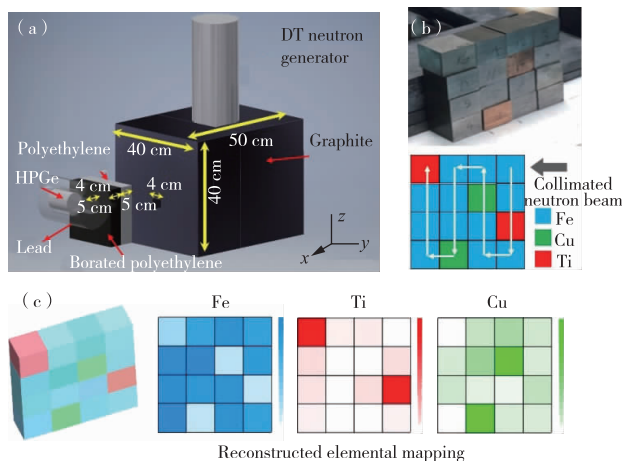 (a)
DT neutron
generator
50 cm
40 cm
Graphite
Polyethylene
4 cm
4 cm
HPGe
40 cm
5 cm
5 cm
Lead
Borated polyethylene
z
y
x
(b)
Collimated
neutron beam
Fe
Cu
Ti
(c)
Fe
Ti
Cu
Reconstructed elemental mapping